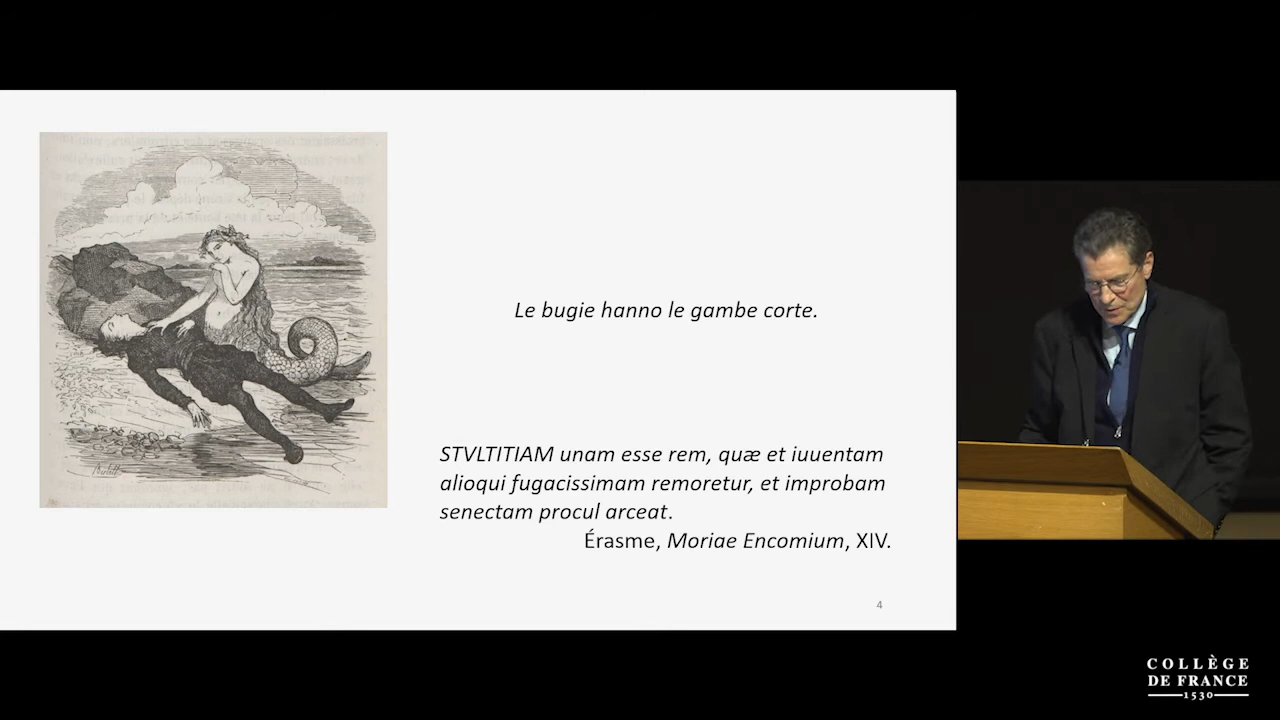 Le bugie hanno le gambe corte.
STVLTITIAM unam esse rem, quæ et iuuentam
alioqui fugacissimam remoretur, et improbam
senectam procul arceat.
Érasme, Moriae Encomium, XIV.
4
COLLÈGE
DE FRANCE
1530